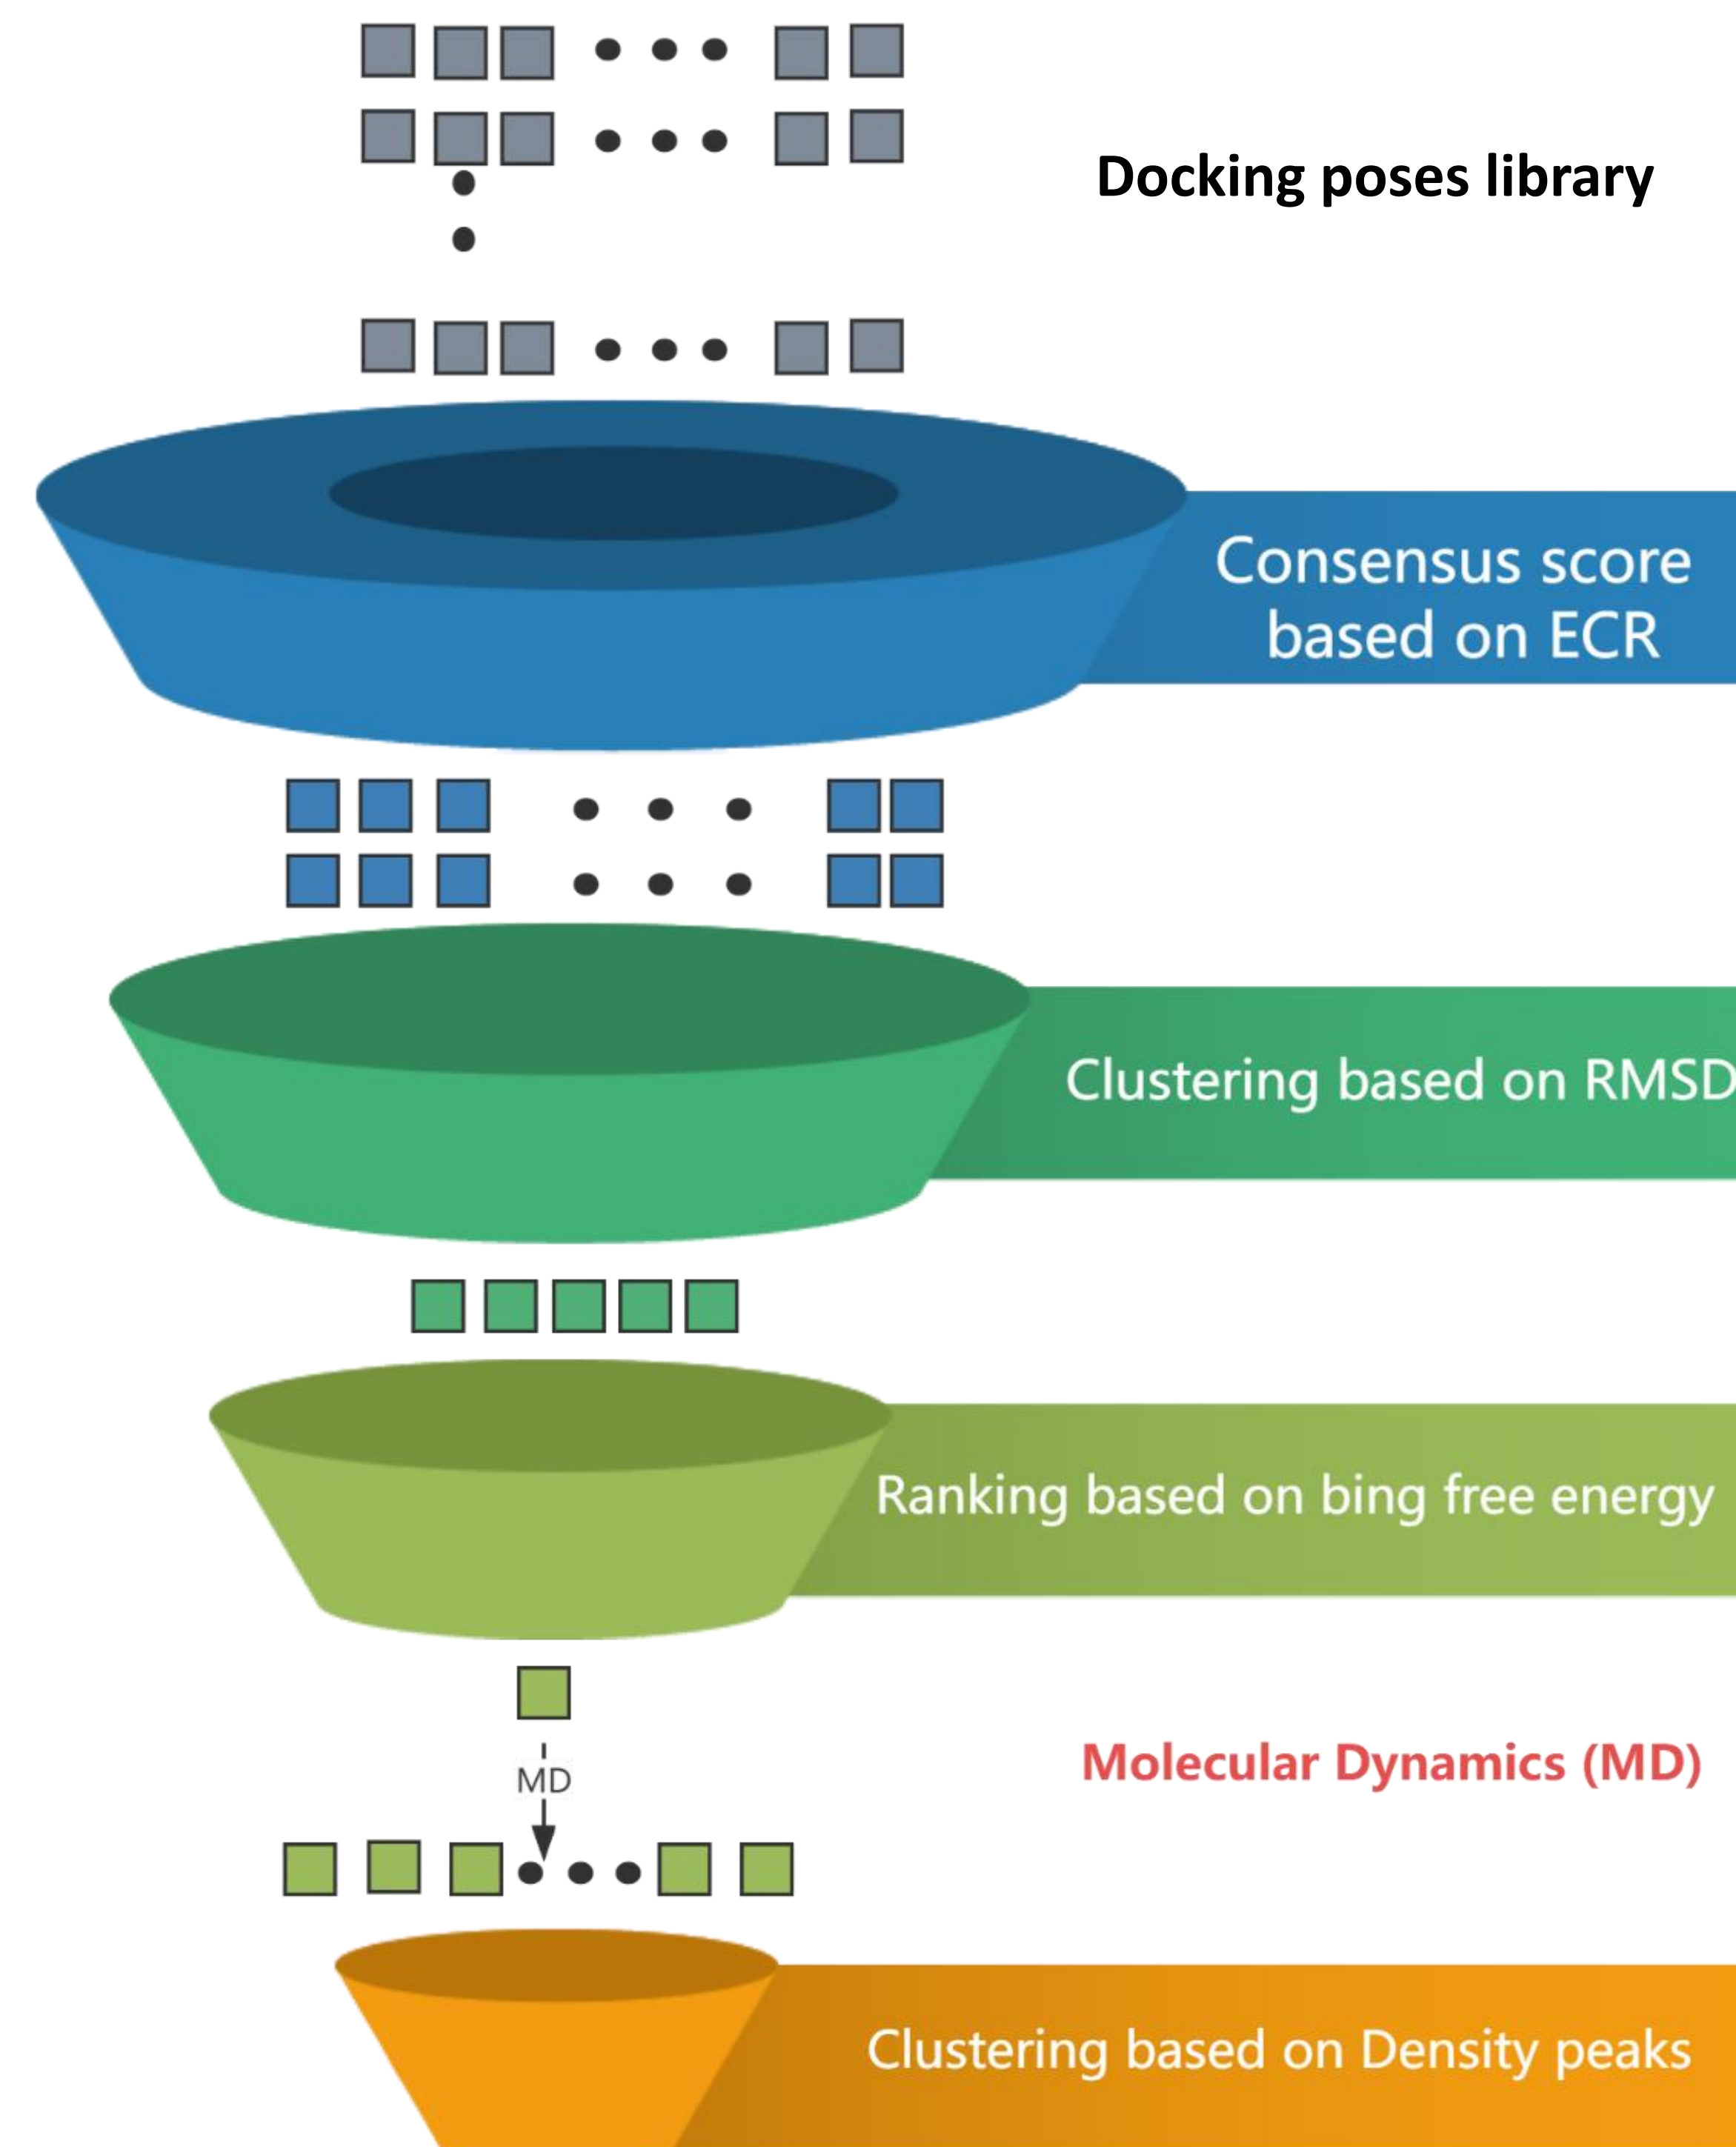 Docking poses library
Consensus score
based on ECR
Clustering based on RMSD
Ranking based on bing free energy
MD
Molecular Dynamics (MD)
Clustering based on Density peaks